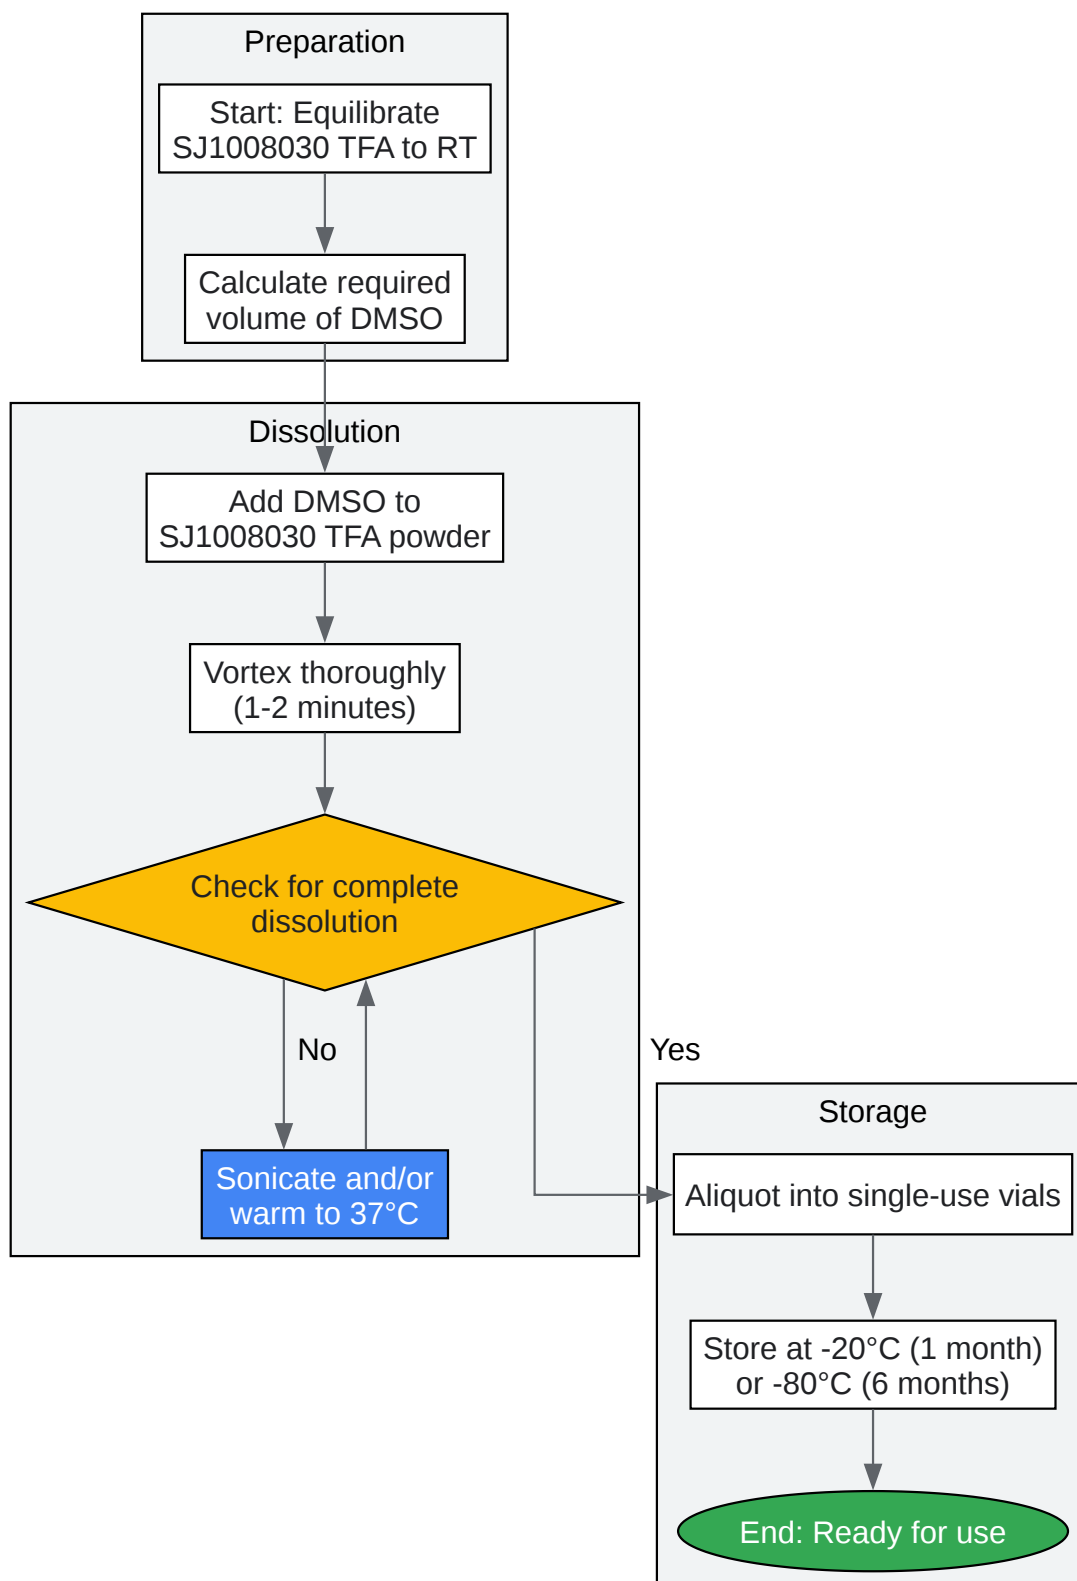 Preparation
Start: Equilibrate
SJ1008030 TFA to RT
Calculate required
volume of DMSO
Dissolution
Add DMSO to
SJ1008030 TFA powder
Vortex thoroughly
(1-2 minutes)
Check for complete
dissolution
No
Yes
Sonicate and/or
warm to 37°C
Storage
Aliquot into single-use vials
Store at -20°C (1 month)
or -80°C (6 months)
End: Ready for use